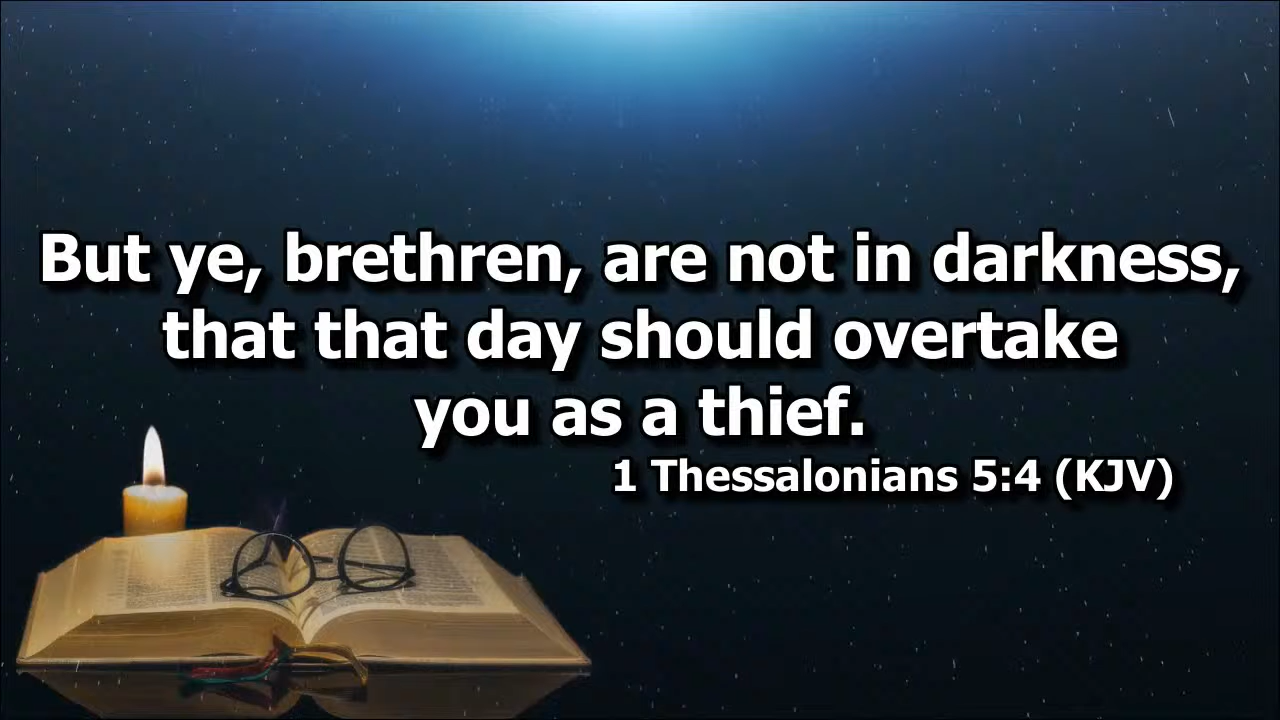 But ye, brethren, are not in darkness,
that that day should overtake
you as a thief.
1 Thessalonians 5:4 (KJV)